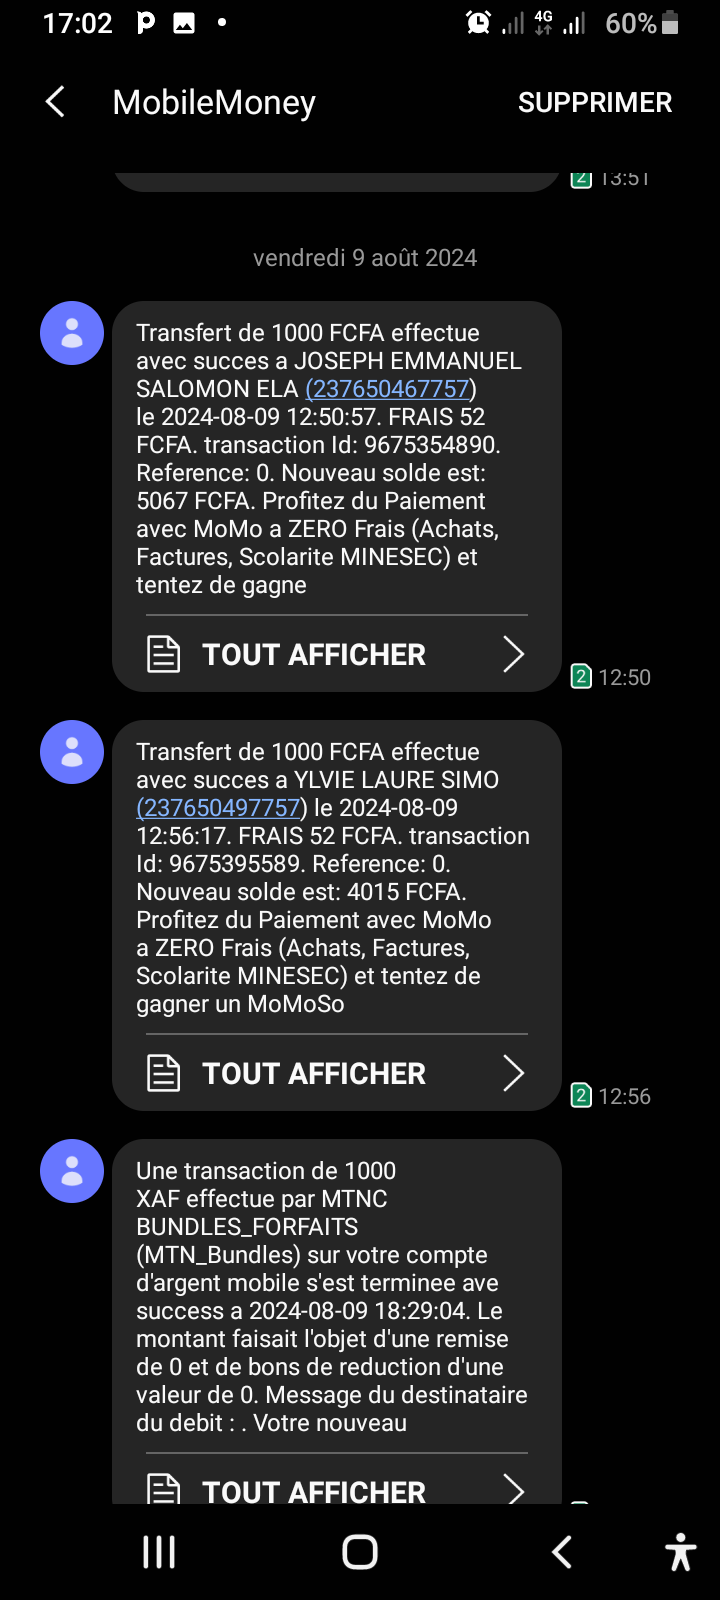 17:02
4G
60%
MobileMoney
SUPPRIMER
2 13:51
vendredi 9 août 2024
Transfert de 1000 FCFA effectue
avec succes a JOSEPH EMMANUEL
SALOMON ELA (237650467757)
le 2024-08-09 12:50:57. FRAIS 52
FCFA. transaction Id: 9675354890.
Reference: 0. Nouveau solde est:
5067 FCFA. Profitez du Paiement
avec MoMo a ZERO Frais (Achats,
Factures, Scolarite MINESEC) et
tentez de gagne
TOUT AFFICHER
2 12:50
Transfert de 1000 FCFA effectue
avec succes a YLVIE LAURE SIMO
(237650497757) le 2024-08-09
12:56:17. FRAIS 52 FCFA. transaction
Id: 9675395589. Reference: 0.
Nouveau solde est: 4015 FCFA.
Profitez du Paiement avec MoMo
a ZERO Frais (Achats, Factures,
Scolarite MINESEC) et tentez de
gagner un MoMoSo
TOUT AFFICHER
2 12:56
Une transaction de 1000
XAF effectue par MTNC
BUNDLES_FORFAITS
(MTN_Bundles) sur votre compte
d'argent mobile s'est terminee ave
success a 2024-08-09 18:29:04. Le
montant faisait l'objet d'une remise
de 0 et de bons de reduction d'une
valeur de 0. Message du destinataire
du debit : . Votre nouveau
TOUT AFFICHER